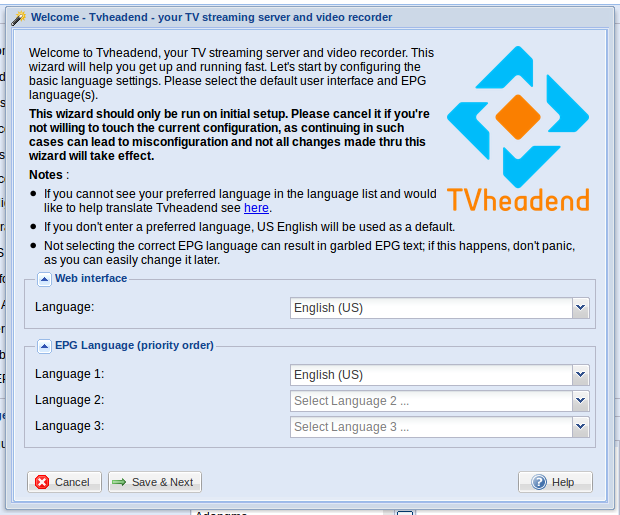 Welcome - Tvheadend - your TV streaming server and video recorder
Welcome to Tvheadend, your TV streaming server and video recorder. This
wizard will help you get up and running fast. Let's start by configuring the
basic language settings. Please select the default user interface and EPG
language(s).
This wizard should only be run on initial setup. Please cancel it if you're
not willing to touch the current configuration, as continuing in such
cases can lead to misconfiguration and not all changes made thru this
wizard will take effect.
Notes :
● If you cannot see your preferred language in the language list and would
like to help translate Tvheadend see here.
● If you don't enter a preferred language, US English will be used as a default.
● Not selecting the correct EPG language can result in garbled EPG text; if this happens, don't panic,
as you can easily change it later.
TVheadend
Web interface
Language: English (US)
EPG Language (priority order)
Language 1: English (US)
Language 2: Select Language 2 ...
Language 3: Select Language 3 ...
Cancel Save & Next Help